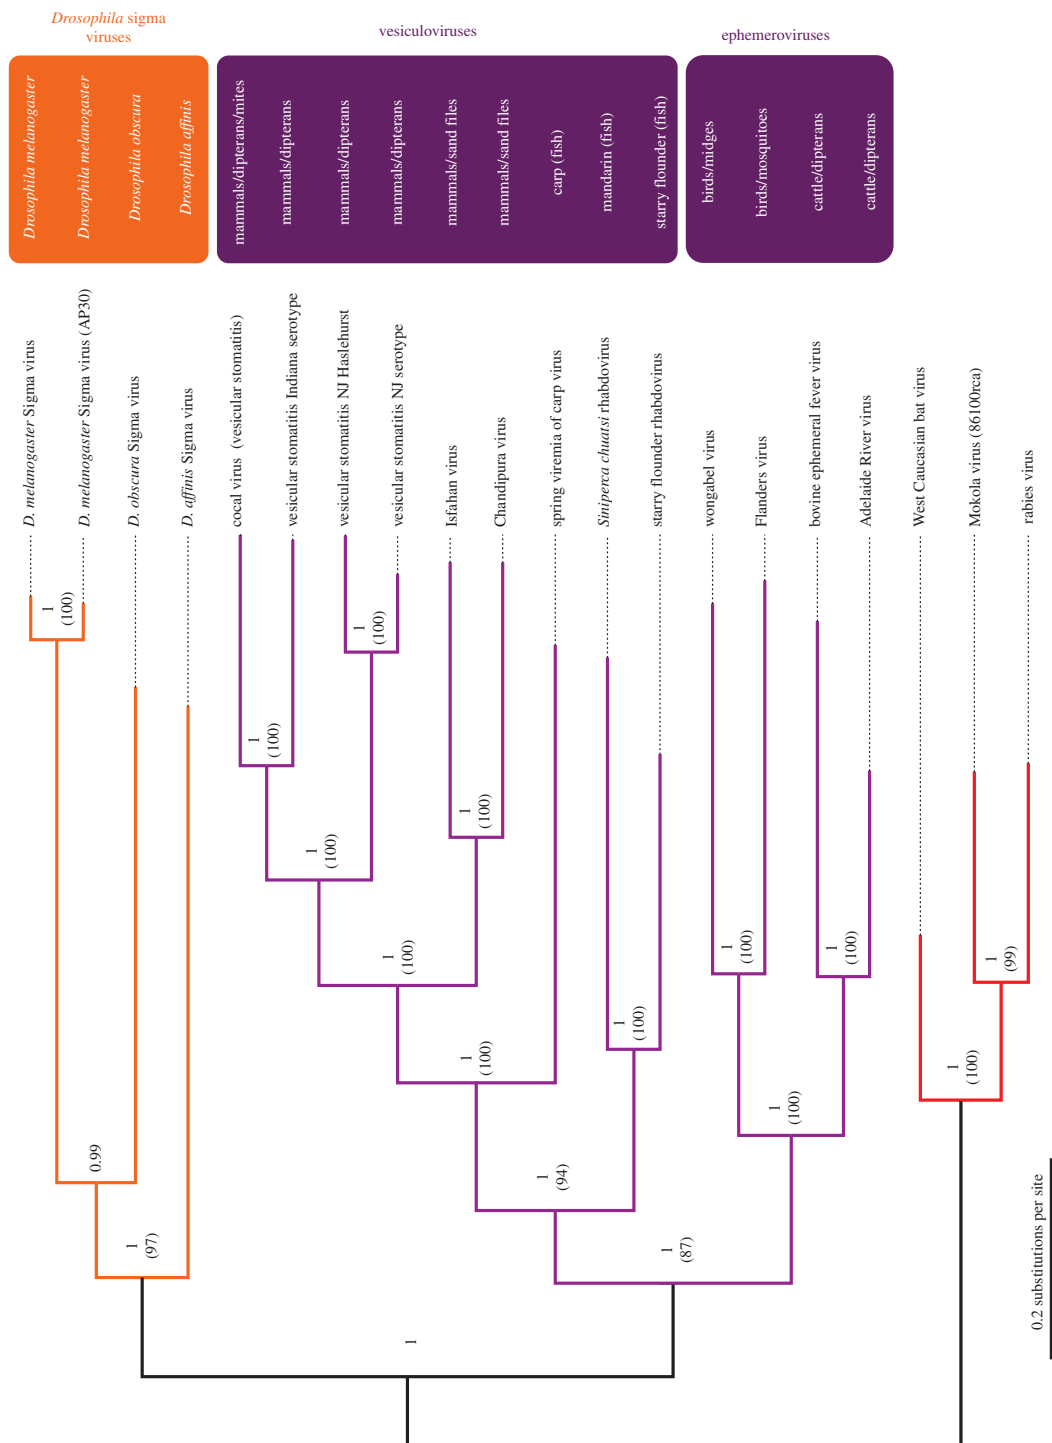 Drosophila sigma
viruses
vesiculoviruses
ephemeroviruses
Drosophila melanogaster
Drosophila melanogaster
Drosophila obscura
Drosophila affinis
mammals/dipterans/mites
mammals/dipterans
mammals/dipterans
mammals/dipterans
mammals/sand files
mammals/sand files
carp (fish)
mandarin (fish)
starry flounder (fish)
birds/midges
birds/mosquitoes
cattle/dipterans
cattle/dipterans
D. melanogaster Sigma virus
D. melanogaster Sigma virus (AP30)
D. obscura Sigma virus
D. affinis Sigma virus
cocal virus (vesicular stomatitis)
vesicular stomatitis Indiana serotype
vesicular stomatitis NJ Haslehurst
vesicular stomatitis NJ serotype
Isfahan virus
Chandipura virus
spring viremia of carp virus
Siniperca chuatsi rhabdovirus
starry flounder rhabdovirus
wongabel virus
Flanders virus
bovine ephemeral fever virus
Adelaide River virus
West Caucasian bat virus
Mokola virus (86100rca)
rabies virus
1
(100)
0.99
1
(97)
1
(100)
1
(100)
1
(100)
1
(100)
1
(100)
1
(100)
1
(100)
1
(94)
1
(87)
1
(100)
1
(100)
1
(100)
1
(99)
1
(100)
1
0.2 substitutions per site